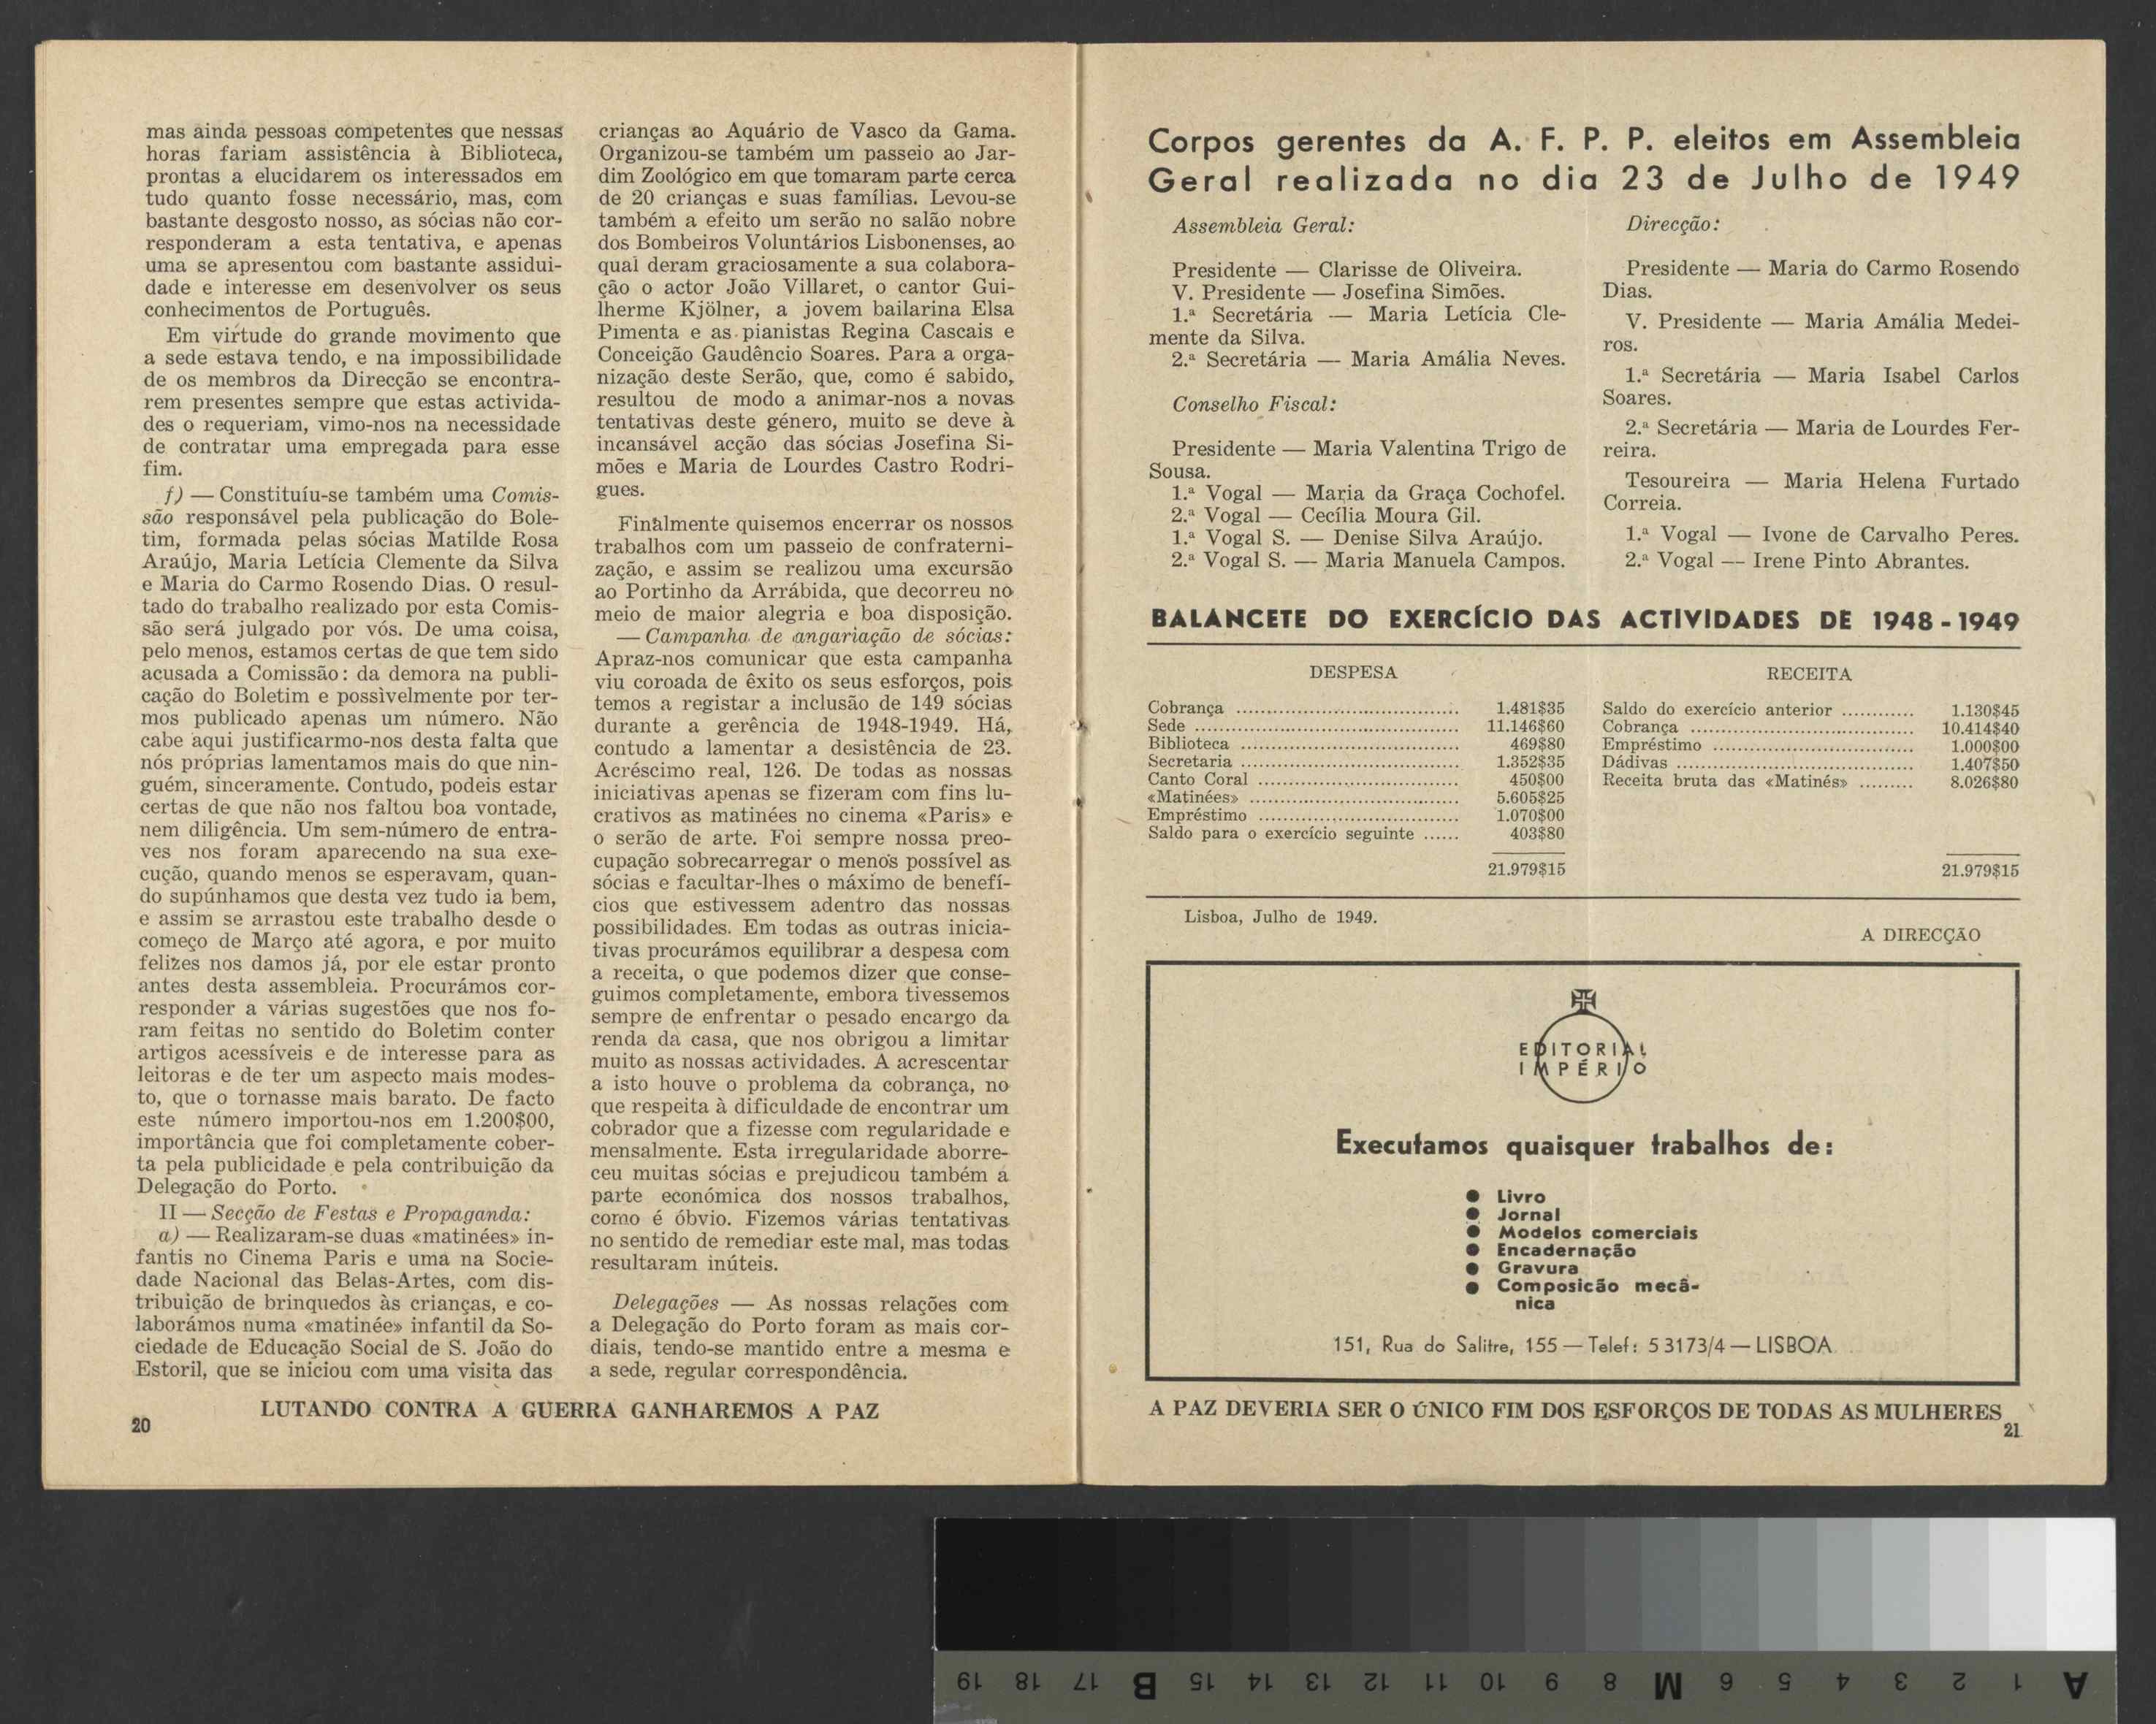 mas ainda pessoas competentes que nessas
horas fariam assistência à Biblioteca,
prontas a elucidarem os interessados em
tudo quanto fosse necessário, mas, com
bastante desgosto nosso, as sócias não cor-
responderam a esta tentativa, e apenas
uma se apresentou com bastante assidui-
dade e interesse em desenvolver os seus
conhecimentos de Português.
Em virtude do grande movimento que
a sede estava tendo, e na impossibilidade
de os membros da Direcção se encontra-
rem presentes sempre que estas activida-
des o requeriam, vimo-nos na necessidade
de contratar uma empregada para esse
fim.
f) — Constituíu-se também uma Comis-
são responsável pela publicação do Bole-
tim, formada pelas sócias Matilde Rosa
Araújo, Maria Letícia Clemente da Silva
e Maria do Carmo Rosendo Dias. O resul-
tado do trabalho realizado por esta Comis-
são será julgado por vós. De uma coisa,
pelo menos, estamos certas de que tem sido
acusada a Comissão: da demora na publi-
cação do Boletim e possìvelmente por ter-
mos publicado apenas um número. Não
cabe aqui justificarmo-nos desta falta que
nós próprias lamentamos mais do que nin-
guém, sinceramente. Contudo, podeis estar
certas de que não nos faltou boa vontade,
nem diligência. Um sem-número de entra-
ves nos foram aparecendo na sua exe-
cução, quando menos se esperavam, quan-
do supúnhamos que desta vez tudo ia bem,
e assim se arrastou este trabalho desde o
começo de Março até agora, e por muito
felizes nos damos já, por ele estar pronto
antes desta assembleia. Procurámos cor-
responder a várias sugestões que nos fo-
ram feitas no sentido do Boletim conter
artigos acessíveis e de interesse para as
leitoras e de ter um aspecto mais modes-
to, que o tornasse mais barato. De facto
este número importou-nos em 1.200$00,
importância que foi completamente cober-
ta pela publicidade e pela contribuição da
Delegação do Porto.
II — Secção de Festas e Propaganda:
a) — Realizaram-se duas «matinées» in-
fantis no Cinema Paris e uma na Socie-
dade Nacional das Belas-Artes, com dis-
tribuição de brinquedos às crianças, e co-
laborámos numa «matinée» infantil da So-
ciedade de Educação Social de S. João do
Estoril, que se iniciou com uma visita das
crianças ao Aquário de Vasco da Gama.
Organizou-se também um passeio ao Jar-
dim Zoológico em que tomaram parte cerca
de 20 crianças e suas famílias. Levou-se
também a efeito um serão no salão nobre
dos Bombeiros Voluntários Lisbonenses, ao
qual deram graciosamente a sua colabora-
ção o actor João Villaret, o cantor Gui-
lherme Kjölner, a jovem bailarina Elsa
Pimenta e as pianistas Regina Cascais e
Conceição Gaudêncio Soares. Para a orga-
nização deste Serão, que, como é sabido,
resultou de modo a animar-nos a novas
tentativas deste género, muito se deve à
incansável acção das sócias Josefina Si-
mões e Maria de Lourdes Castro Rodri-
gues.
Finalmente quisemos encerrar os nossos
trabalhos com um passeio de confraterni-
zação, e assim se realizou uma excursão
ao Portinho da Arrábida, que decorreu no
meio de maior alegria e boa disposição.
— Campanha de angariação de sócias:
Apraz-nos comunicar que esta campanha
viu coroada de êxito os seus esforços, pois
temos a registar a inclusão de 149 sócias
durante a gerência de 1948-1949. Há,
contudo a lamentar a desistência de 23.
Acréscimo real, 126. De todas as nossas
iniciativas apenas se fizeram com fins lu-
crativos as matinées no cinema «Paris» e
o serão de arte. Foi sempre nossa preo-
cupação sobrecarregar o menos possível as
sócias e facultar-lhes o máximo de benefí-
cios que estivessem adentro das nossas
possibilidades. Em todas as outras inicia-
tivas procurámos equilibrar a despesa com
a receita, o que podemos dizer que conse-
guimos completamente, embora tivessemos
sempre de enfrentar o pesado encargo da
renda da casa, que nos obrigou a limitar
muito as nossas actividades. A acrescentar
a isto houve o problema da cobrança, no
que respeita à dificuldade de encontrar um
cobrador que a fizesse com regularidade e
mensalmente. Esta irregularidade aborre-
ceu muitas sócias e prejudicou também a
parte económica dos nossos trabalhos,
como é óbvio. Fizemos várias tentativas
no sentido de remediar este mal, mas todas
resultaram inúteis.
Delegações — As nossas relações com
a Delegação do Porto foram as mais cor-
diais, tendo-se mantido entre a mesma e
a sede, regular correspondência.
LUTANDO CONTRA A GUERRA GANHAREMOS A PAZ
20
Corpos gerentes da A. F. P. P. eleitos em Assembleia
Geral realizada no dia 23 de Julho de 1949
Assembleia Geral:
Presidente — Clarisse de Oliveira.
V. Presidente — Josefina Simões.
1.ª Secretária — Maria Letícia Cle-
mente da Silva.
2.ª Secretária — Maria Amália Neves.
Conselho Fiscal:
Presidente — Maria Valentina Trigo de
Sousa.
1.ª Vogal — Maria da Graça Cochofel.
2.ª Vogal — Cecília Moura Gil.
1.ª Vogal S. — Denise Silva Araújo.
2.ª Vogal S. — Maria Manuela Campos.
Direcção:
Presidente — Maria do Carmo Rosendo
Dias.
V. Presidente — Maria Amália Medei-
ros.
1.ª Secretária — Maria Isabel Carlos
Soares.
2.ª Secretária — Maria de Lourdes Fer-
reira.
Tesoureira — Maria Helena Furtado
Correia.
1.ª Vogal — Ivone de Carvalho Peres.
2.ª Vogal — Irene Pinto Abrantes.
BALANCETE DO EXERCÍCIO DAS ACTIVIDADES DE 1948-1949
DESPESA
Cobrança ........ 1.481$35
Sede ........ 11.146$60
Biblioteca ........ 469$80
Secretaria ........ 1.352$35
Canto Coral ........ 450$00
«Matinées» ........ 5.605$25
Empréstimo ........ 1.070$00
Saldo para o exercício seguinte ...... 403$80
21.979$15
RECEITA
Saldo do exercício anterior ............ 1.130$45
Cobrança ........ 10.414$40
Empréstimo ........ 1.000$00
Dádivas ........ 1.407$50
Receita bruta das «Matinés» ......... 8.026$80
21.979$15
Lisboa, Julho de 1949.
A DIRECÇÃO
EDITORIAL
IMPÉRIO
Executamos quaisquer trabalhos de:
● Livro
● Jornal
● Modelos comerciais
● Encadernação
● Gravura
● Composicão mecâ-
nica
151, Rua do Salitre, 155 — Telef: 53173/4 — LISBOA
A PAZ DEVERIA SER O ÚNICO FIM DOS ESFORÇOS DE TODAS AS MULHERES
21
A 1 2 3 4 5 6 M 8 9 10 11 12 13 14 15 B 17 18 19